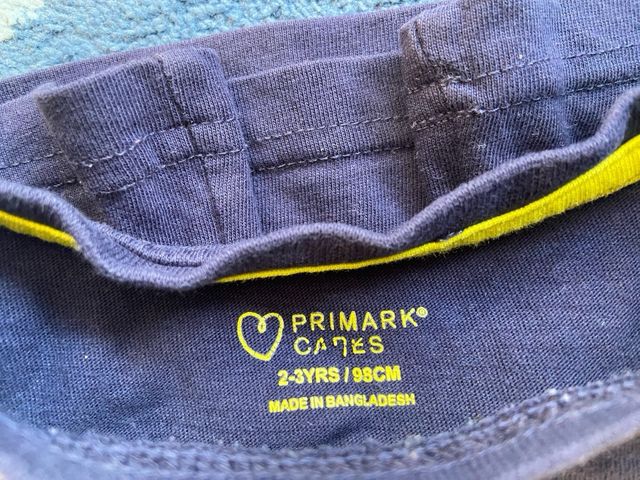 PRIMARK®
CARES
2-3YRS / 98CM
MADE IN BANGLADESH